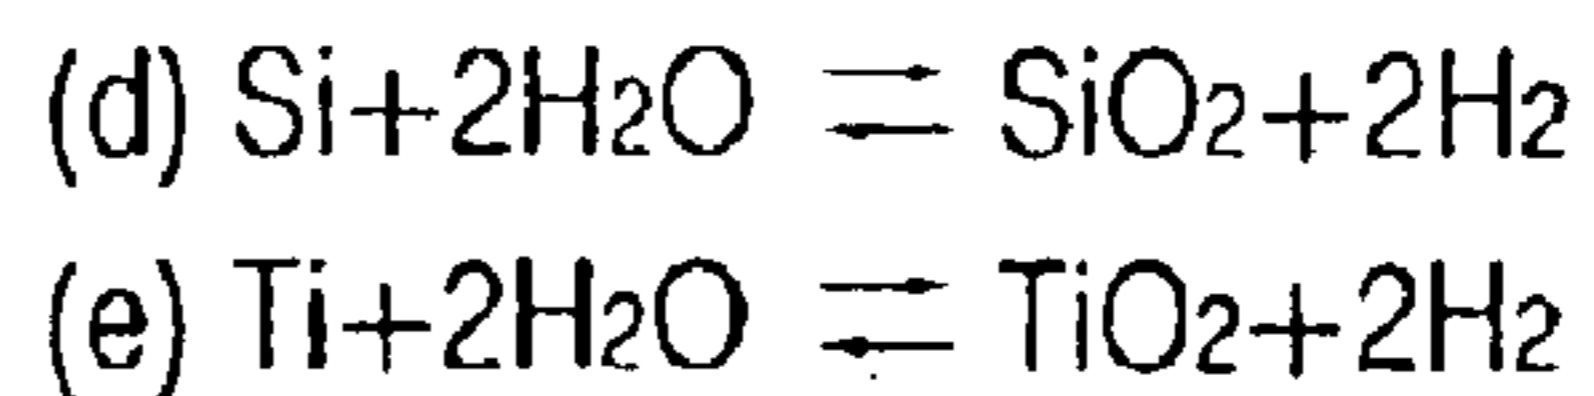 (d) Si+2H2O ⇄ SiO2+2H2
(e) Ti+2H2O ⇄ TiO2+2H2